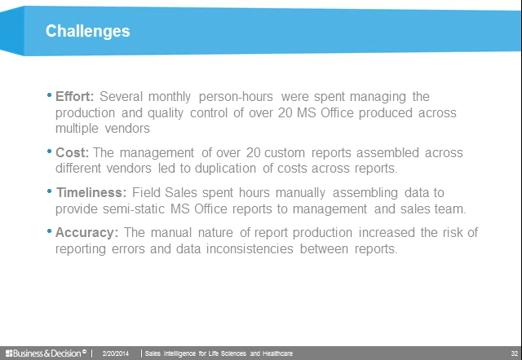 Challenges
• Effort: Several monthly person-hours were spent managing the
production and quality control of over 20 MS Office produced across
multiple vendors
• Cost: The management of over 20 custom reports assembled across
different vendors led to duplication of costs across reports.
• Timeliness: Field Sales spent hours manually assembling data to
provide semi-static MS Office reports to management and sales team.
• Accuracy: The manual nature of report production increased the risk of
reporting errors and data inconsistencies between reports.
Business & Decision © | 2/20/2014 | Sales Intelligence for Life Sciences and Healthcare 32